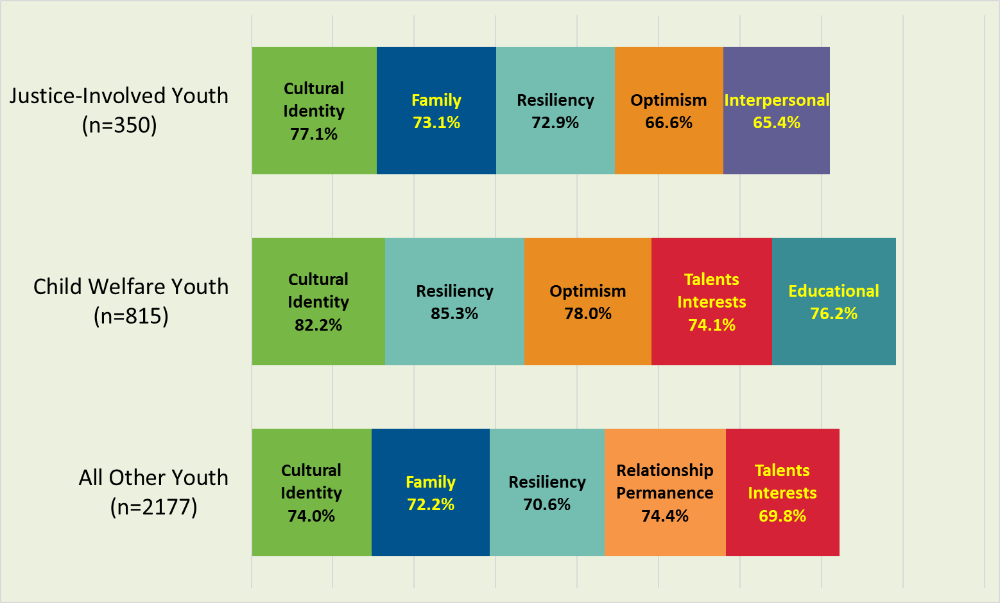 Justice-Involved Youth
(n=350)
Cultural
Identity
77.1%
Family
73.1%
Resiliency
72.9%
Optimism
66.6%
Interpersonal
65.4%
Child Welfare Youth
(n=815)
Cultural
Identity
82.2%
Resiliency
85.3%
Optimism
78.0%
Talents
Interests
74.1%
Educational
76.2%
All Other Youth
(n=2177)
Cultural
Identity
74.0%
Family
72.2%
Resiliency
70.6%
Relationship
Permanence
74.4%
Talents
Interests
69.8%